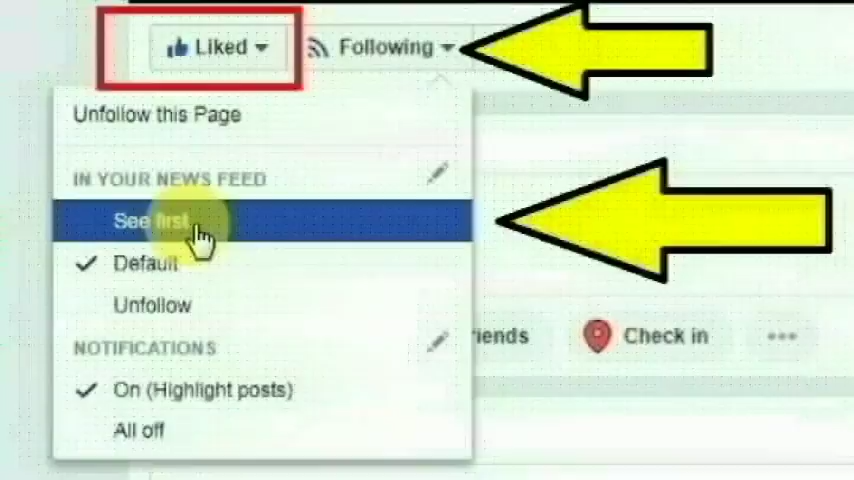 Liked Following
Unfollow this Page
IN YOUR NEWS FEED
See first
Default
Unfollow
NOTIFICATIONS
riends Check in
On (Highlight posts)
All off